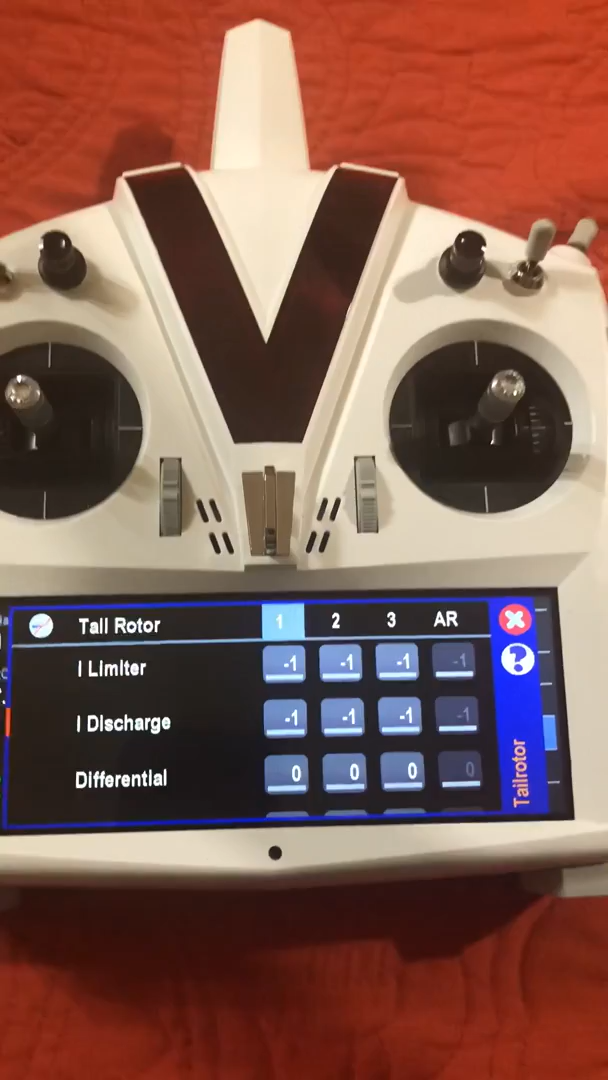 Tail Rotor 1 2 3 AR
I Limiter -1 -1 -1 -1
I Discharge -1 -1 -1 -1
Differential 0 0 0 0
Tailrotor